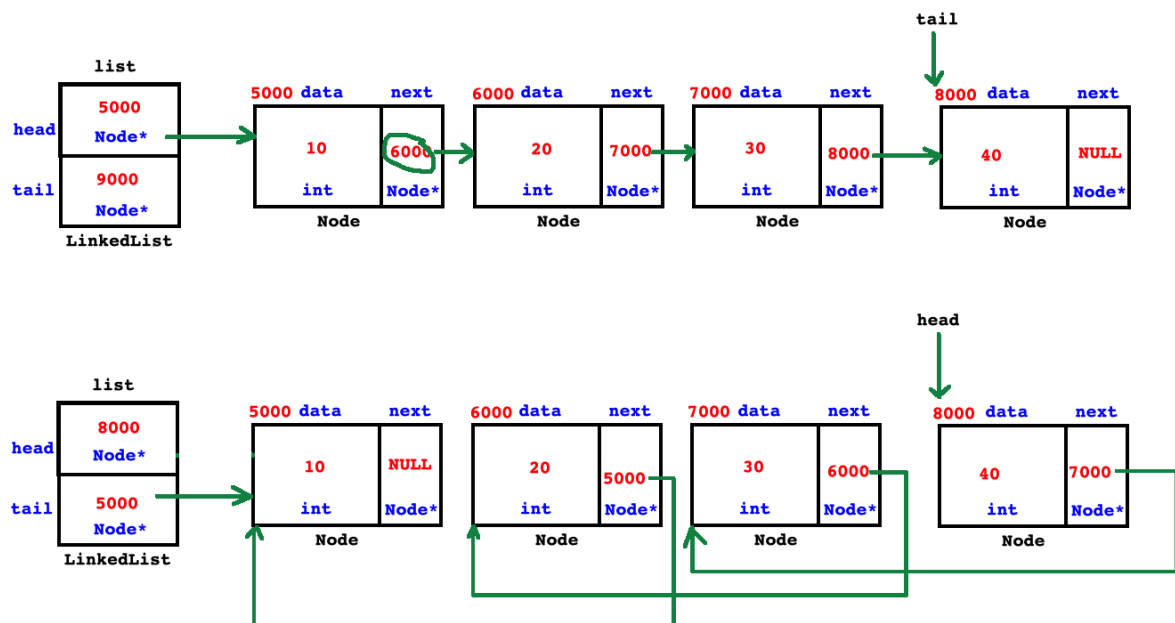 tail
list
5000 data next 6000 data next 7000 data next 8000 data next
5000
head
Node*
10 6000 20 7000 30 8000 40 NULL
9000
tail
Node*
int Node* int Node* int Node* int Node*
LinkedList
Node Node Node Node
head
list
5000 data next 6000 data next 7000 data next 8000 data next
8000
head
Node*
10 NULL 20 5000 30 6000 40 7000
5000
tail
Node*
int Node* int Node* int Node* int Node*
LinkedList
Node Node Node Node